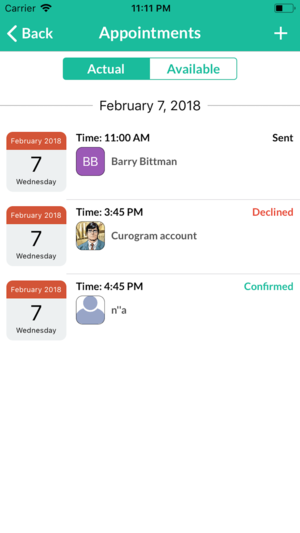 Carrier 11:11 PM
Back Appointments +
Actual Available
February 7, 2018
February 2018 Time: 11:00 AM Sent
7 BB Barry Bittman
Wednesday
February 2018 Time: 3:45 PM Declined
7 Curogram account
Wednesday
February 2018 Time: 4:45 PM Confirmed
7 n"a
Wednesday